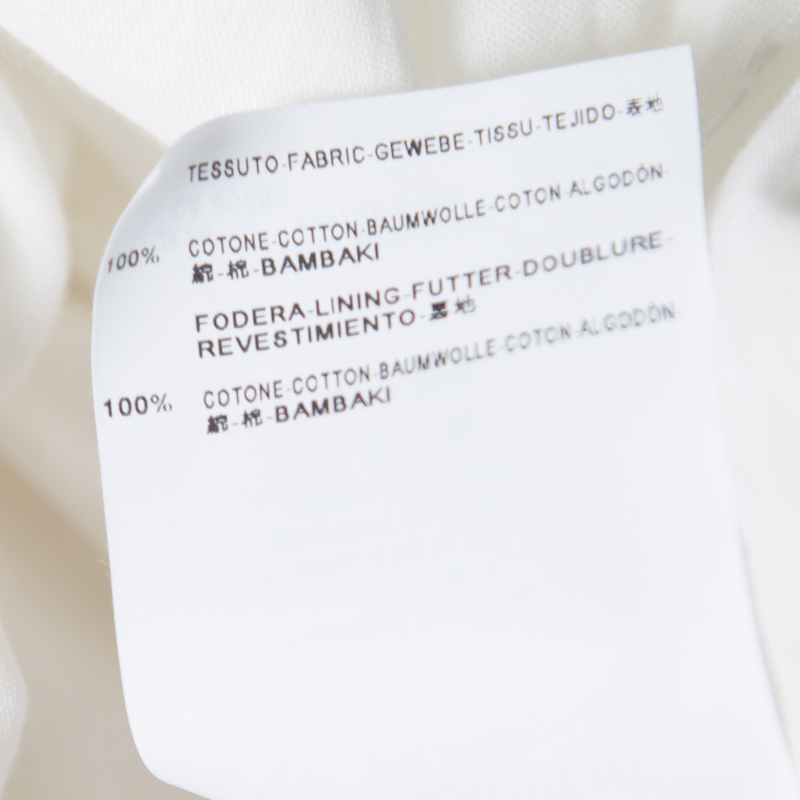 TESSUTO-FABRIC-GEWEBE-TISSU-TEJIDO-表地
100% COTONE-COTTON-BAUMWOLLE-COTON-ALGODÓN-
綿-棉-BAMBAKI
FODERA-LINING-FUTTER-DOUBLURE-
REVESTIMIENTO-裏地
100% COTONE-COTTON-BAUMWOLLE-COTON-ALGODÓN-
綿-棉-BAMBAKI